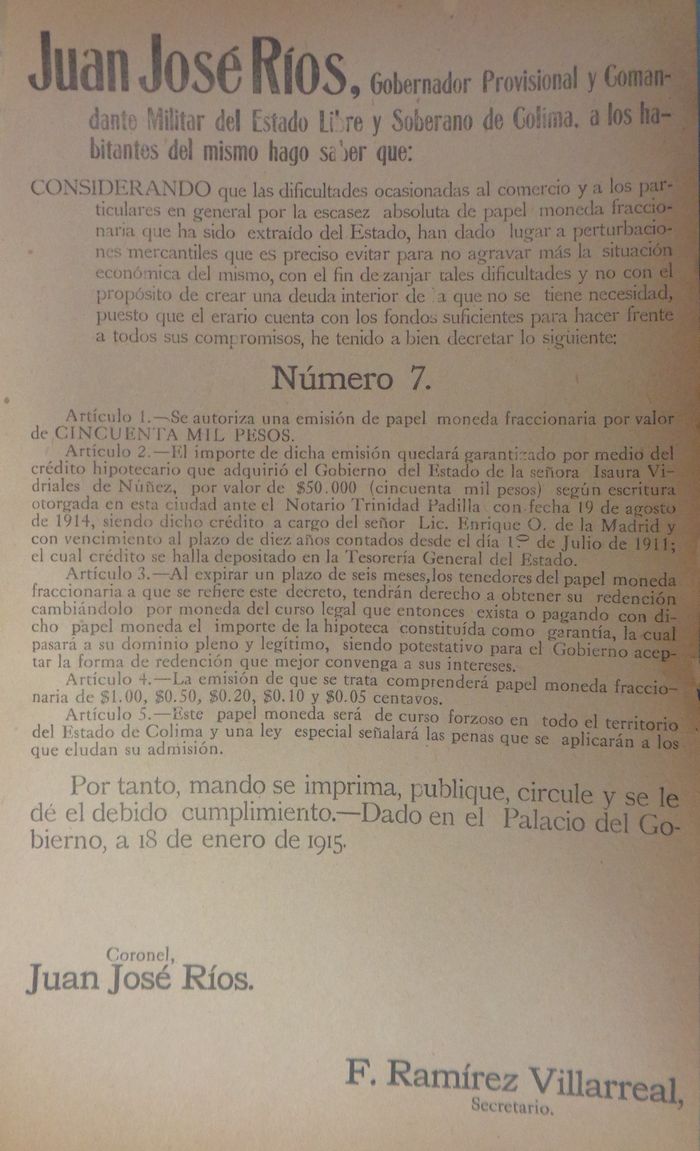 Juan José Ríos, Gobernador Provisional y Coman-
dante Militar del Estado Libre y Soberano de Colima, a los ha-
bitantes del mismo hago saber que:
CONSIDERANDO que las dificultades ocasionadas al comercio y a los par-
ticulares en general por la escasez absoluta de papel moneda fraccio-
naria que ha sido extraído del Estado, han dado lugar a perturbacio-
nes mercantiles que es preciso evitar para no agravar más la situación
económica del mismo, con el fin de zanjar tales dificultades y no con el
propósito de crear una deuda interior de la que no se tiene necesidad,
puesto que el erario cuenta con los fondos suficientes para hacer frente
a todos sus compromisos, he tenido a bien decretar lo siguiente:
Número 7.
Artículo 1.—Se autoriza una emisión de papel moneda fraccionaria por valor
de CINCUENTA MIL PESOS.
Artículo 2.—El importe de dicha emisión quedará garantizado por medio del
crédito hipotecario que adquirió el Gobierno del Estado de la señora Isaura Vi-
driales de Núñez, por valor de $50.000 (cincuenta mil pesos) según escritura
otorgada en esta ciudad ante el Notario Trinidad Padilla con fecha 19 de agosto
de 1914, siendo dicho crédito a cargo del señor Lic. Enrique O. de la Madrid y
con vencimiento al plazo de diez años contados desde el día 1º de Julio de 1911;
el cual crédito se halla depositado en la Tesorería General del Estado.
Artículo 3.—Al expirar un plazo de seis meses,los tenedores del papel moneda
fraccionaria a que se refiere este decreto, tendrán derecho a obtener su redención
cambiándolo por moneda del curso legal que entonces exista o pagando con di-
cho papel moneda el importe de la hipoteca constituída como garantía, la cual
pasará a su dominio pleno y legítimo, siendo potestativo para el Gobierno acep-
tar la forma de redención que mejor convenga a sus intereses.
Artículo 4.—La emisión de que se trata comprenderá papel moneda fraccio-
naria de $1.00, $0.50, $0.20, $0.10 y $0.05 centavos.
Artículo 5.—Este papel moneda será de curso forzoso en todo el territorio
del Estado de Colima y una ley especial señalará las penas que se aplicarán a los
que eludan su admisión.
Por tanto, mando se imprima, publique, circule y se le
dé el debido cumplimiento.—Dado en el Palacio del Go-
bierno, a 18 de enero de 1915.
Coronel,
Juan José Ríos.
F. Ramírez Villarreal,
Secretario.